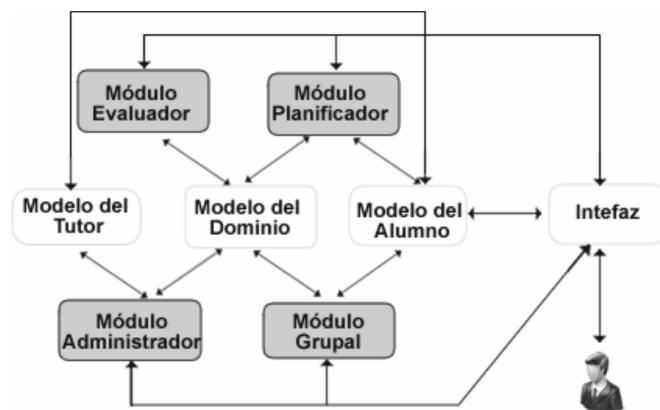 Módulo
Evaluador
Módulo
Planificador
Modelo del
Tutor
Modelo del
Dominio
Modelo del
Alumno
Intefaz
Módulo
Administrador
Módulo
Grupal